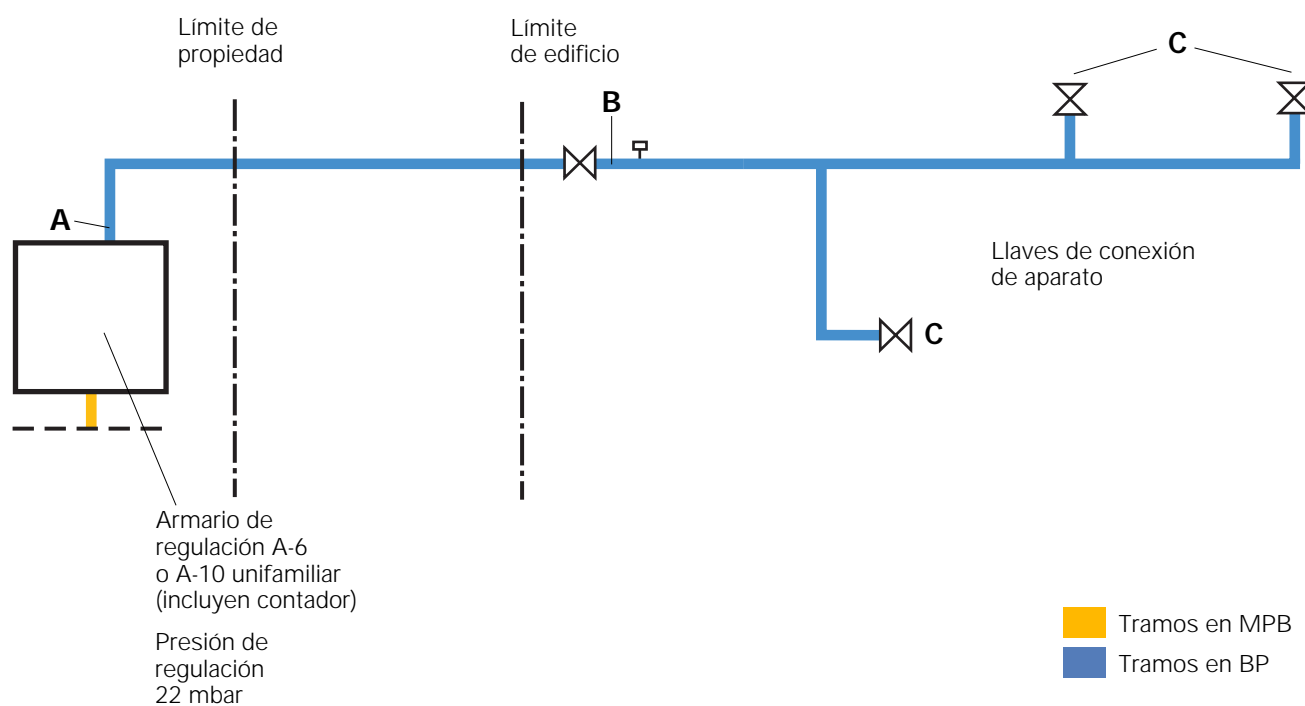 Límite de
propiedad
Límite
de edificio
C
B
A
Llaves de conexión
de aparato
C
Armario de
regulación A-6
o A-10 unifamiliar
(incluyen contador)
Presión de
regulación
22 mbar
Tramos en MPB
Tramos en BP